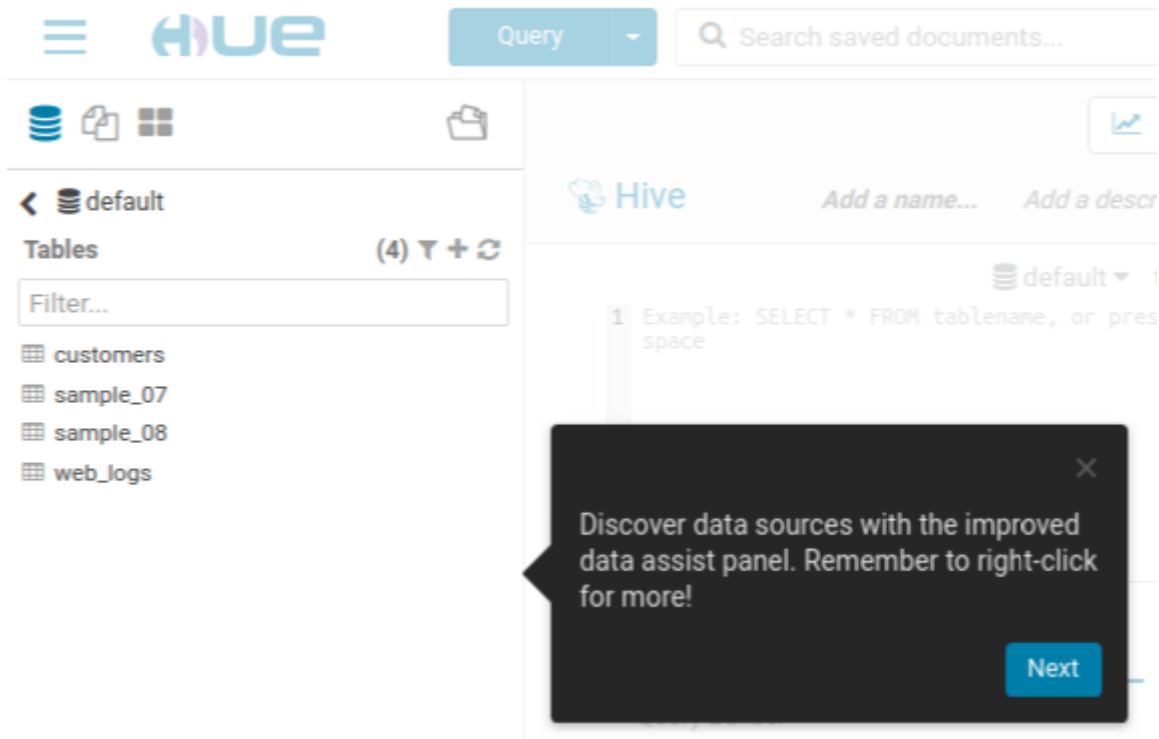 HUE
Query
Search saved documents...
default
Tables (4)
Filter...
customers
sample_07
sample_08
web_logs
Hive Add a name... Add a descr
default
1 Example: SELECT * FROM tablename, or pres
space
Discover data sources with the improved
data assist panel. Remember to right-click
for more!
Next